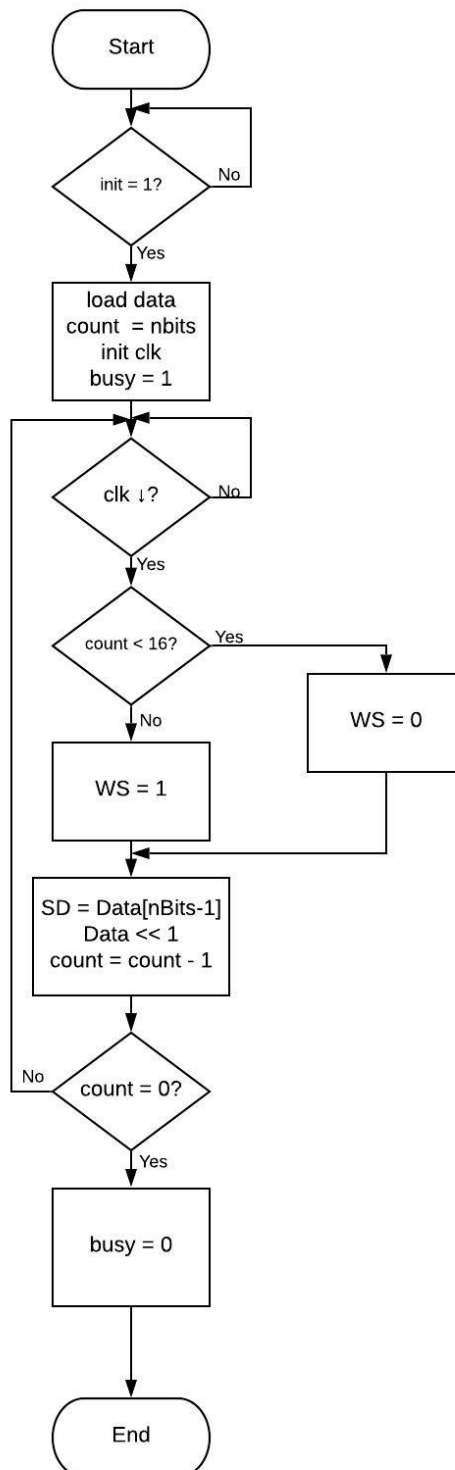 Start
init = 1?
No
Yes
load data
count = nbits
init clk
busy = 1
clk ↓?
No
Yes
count < 16?
Yes
No
WS = 0
WS = 1
SD = Data[nBits-1]
Data << 1
count = count - 1
count = 0?
No
Yes
busy = 0
End